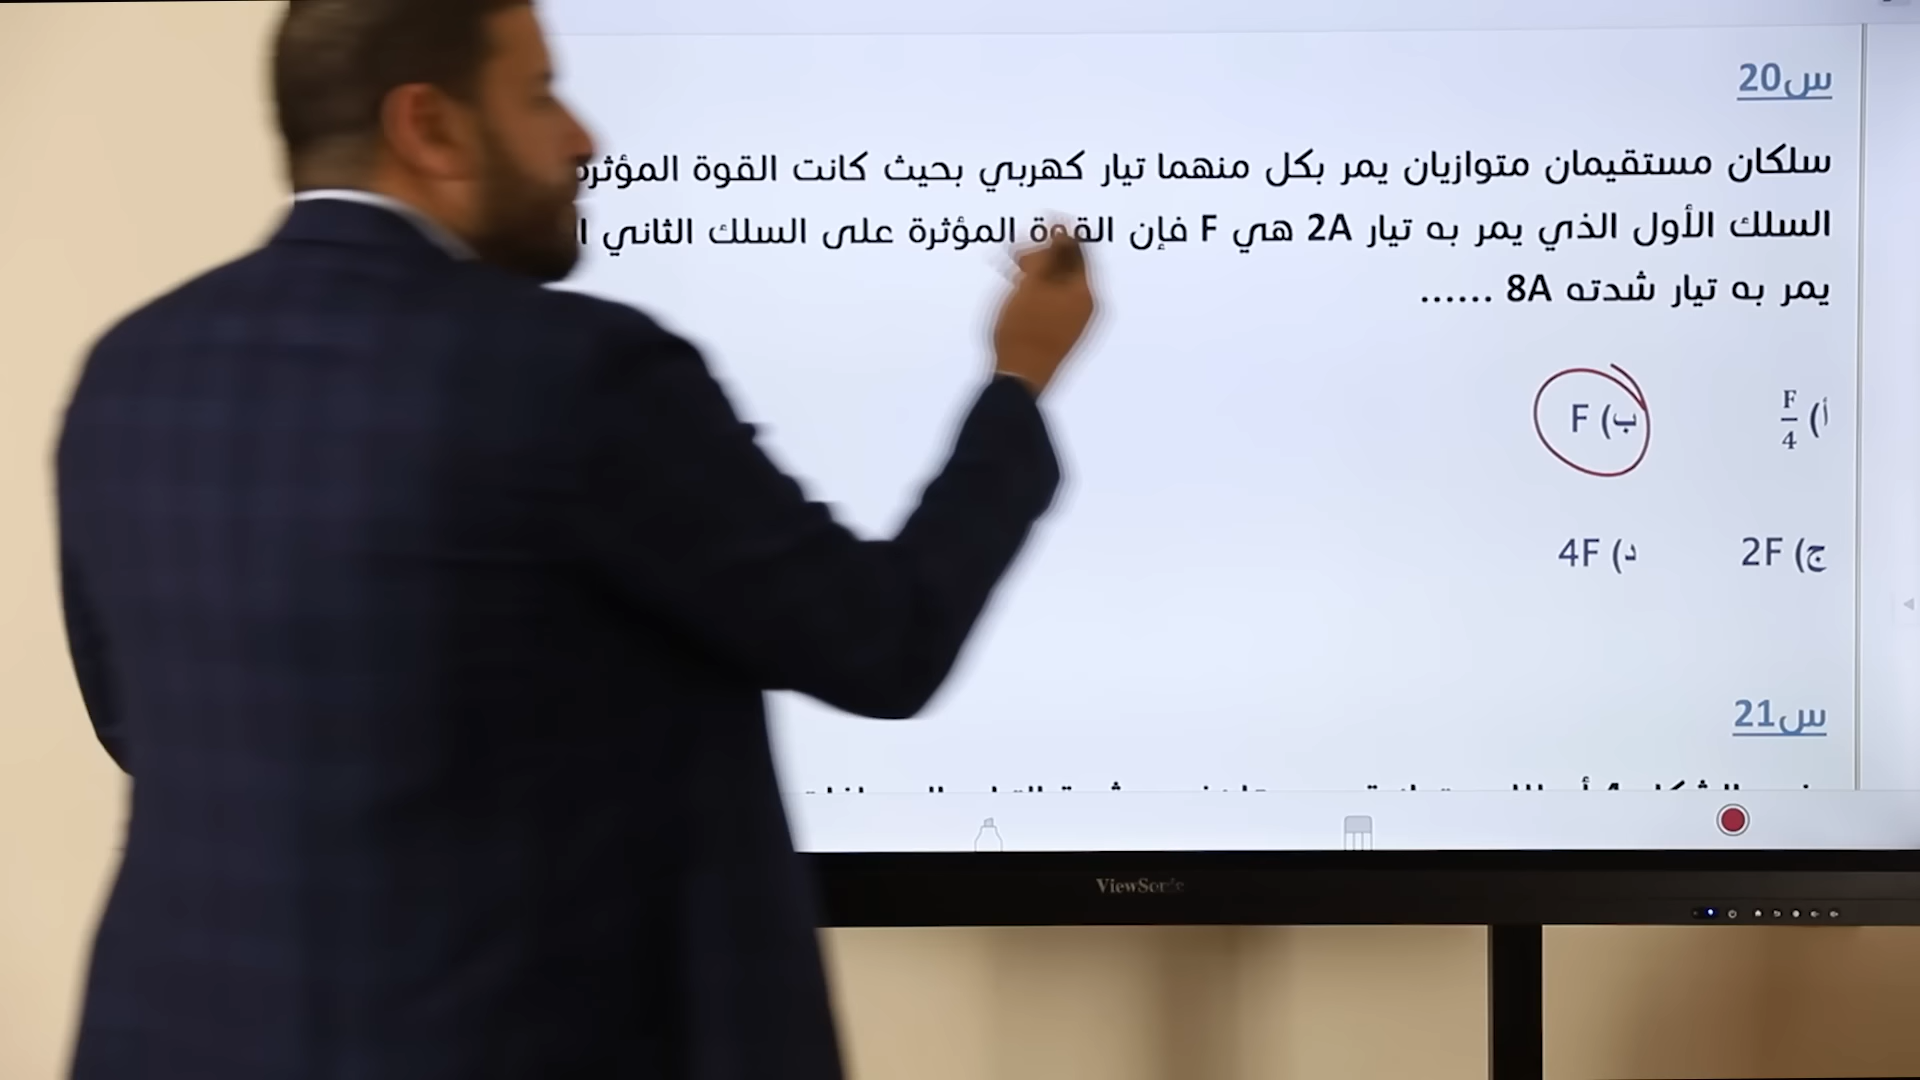 س20
سلكان مستقيمان متوازيان يمر بكل منهما تيار كهربي بحيث كانت القوة المؤثرة
السلك الأول الذي يمر به تيار 2A هي F فإن القوة المؤثرة على السلك الثاني
يمر به تيار شدته 8A ......
أ) F/4
ب) F
ج) 2F
د) 4F
س21
ViewSonic